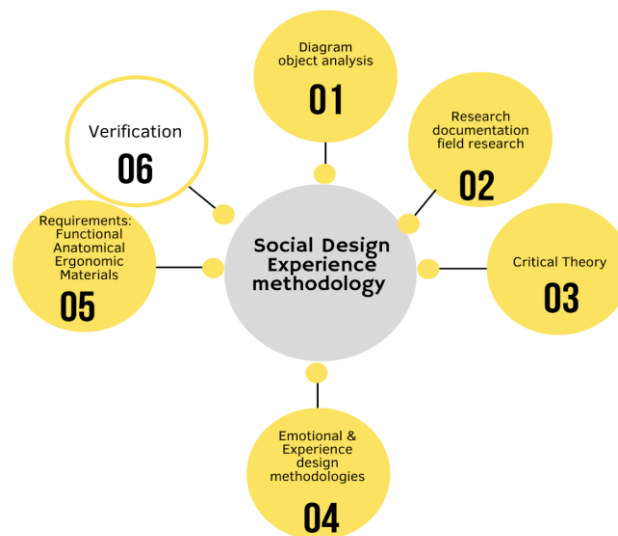 Diagram
object analysis
01
Research
documentation
field research
02
Critical Theory
03
Emotional &
Experience
design
methodologies
04
Requirements:
Functional
Anatomical
Ergonomic
Materials
05
Verification
06
Social Design
Experience
methodology